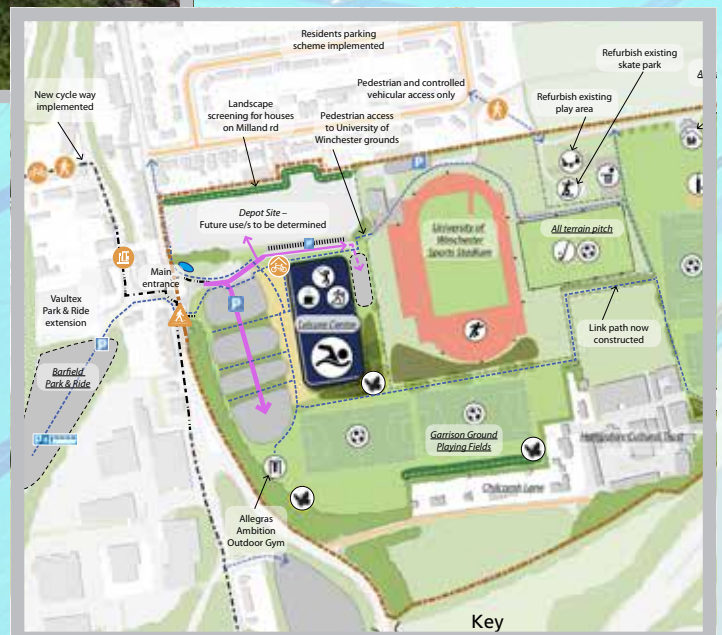 Residents parking
scheme implemented
Refurbish existing
skate park
New cycle way
implemented
Pedestrian and controlled
vehicular access only
Landscape
screening for houses
on Milland rd
Pedestrian access
to University of
Winchester grounds
Refurbish existing
play area
P
Depot Site –
Future use/s to be determined
University of
Winchester
Sports Stadium
All terrain pitch
P
Main
entrance
Vaultex
Park & Ride
extension
P
Leisure Centre
Link path now
constructed
P
Barfield
Park & Ride
Garrison Ground
Playing Fields
Hampshire Cultural Trust
Chilcomb Lane
Allegras
Ambition
Outdoor Gym
Key